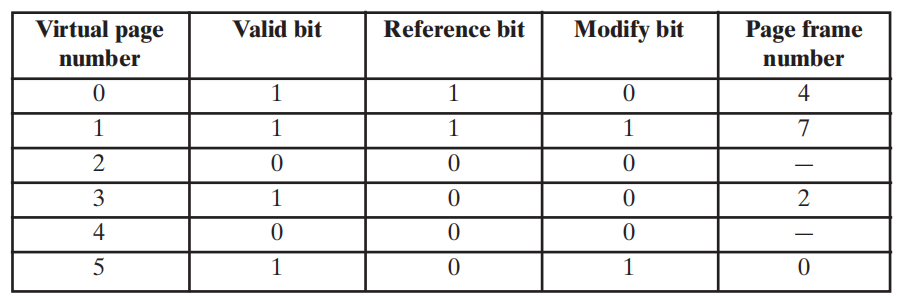 Virtual page number Valid bit Reference bit Modify bit Page frame number
0 1 1 0 4
1 1 1 1 7
2 0 0 0 —
3 1 0 0 2
4 0 0 0 —
5 1 0 1 0